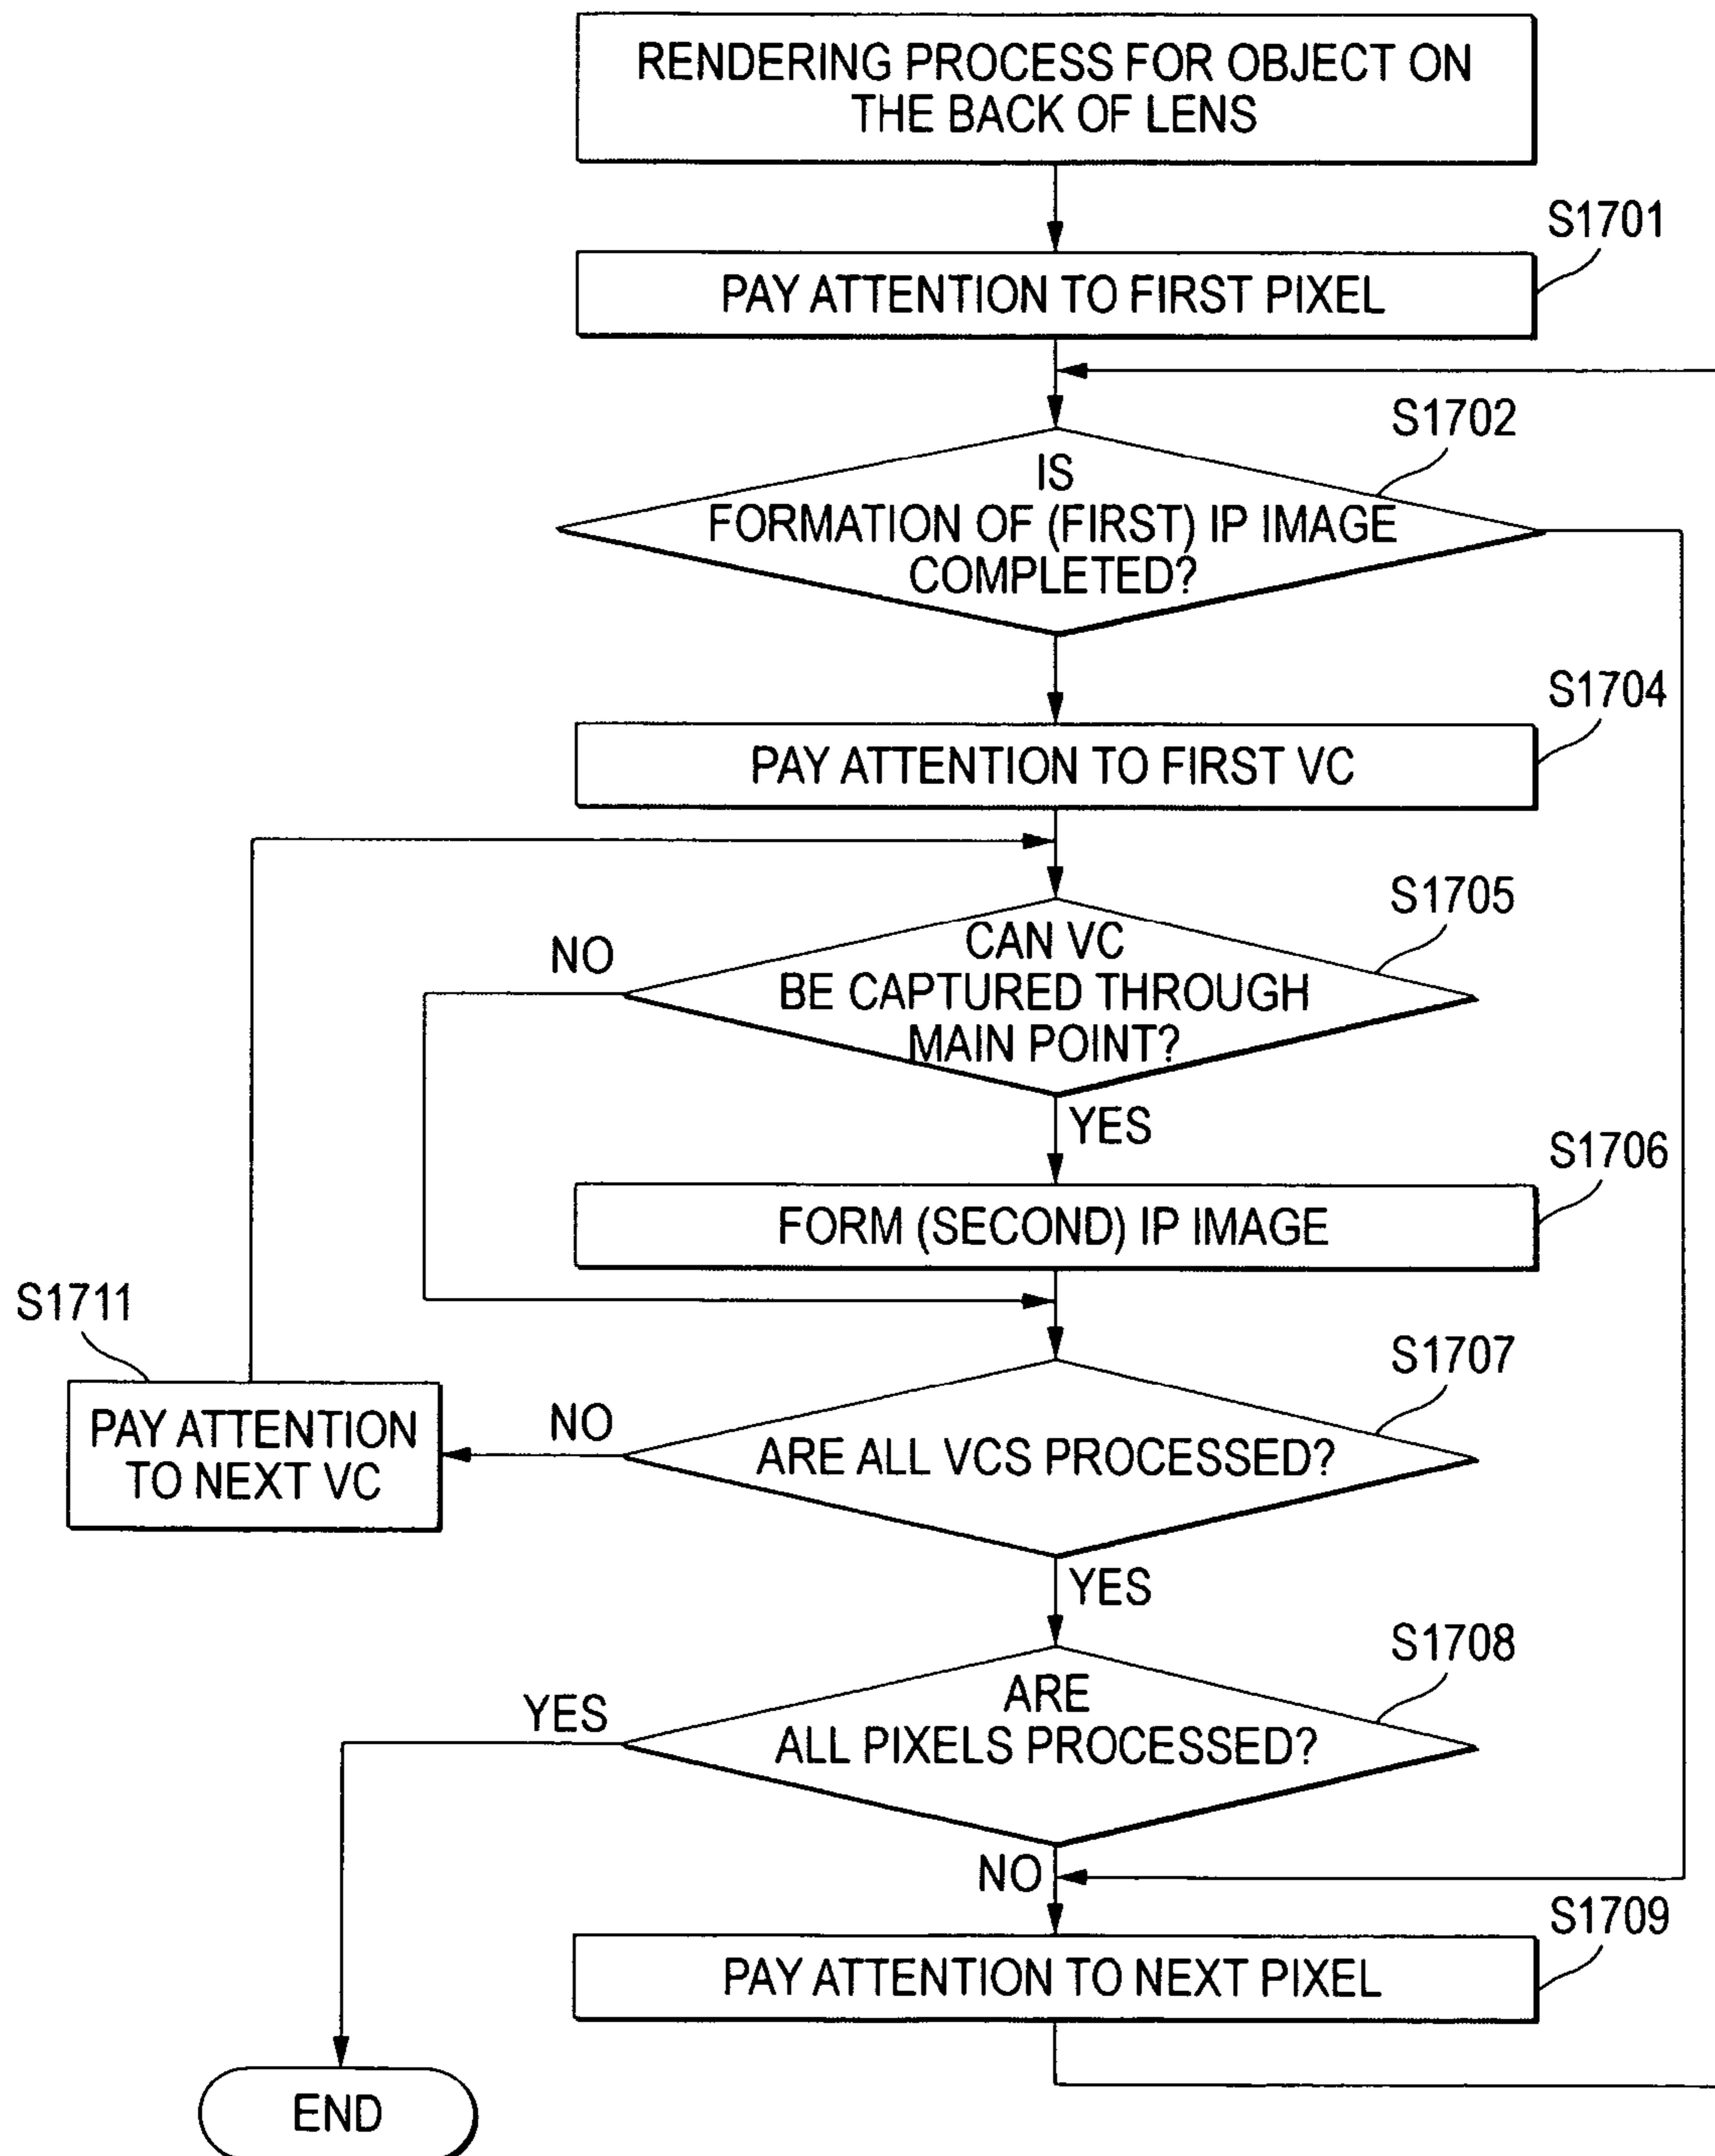 RENDERING PROCESS FOR OBJECT ON
THE BACK OF LENS
S1701
PAY ATTENTION TO FIRST PIXEL
S1702
IS
FORMATION OF (FIRST) IP IMAGE
COMPLETED?
S1704
PAY ATTENTION TO FIRST VC
S1705
CAN VC
BE CAPTURED THROUGH
MAIN POINT?
NO
YES
S1706
FORM (SECOND) IP IMAGE
S1711
PAY ATTENTION
TO NEXT VC
S1707
NO
ARE ALL VCS PROCESSED?
YES
S1708
ARE
ALL PIXELS PROCESSED?
YES
NO
S1709
PAY ATTENTION TO NEXT PIXEL
END